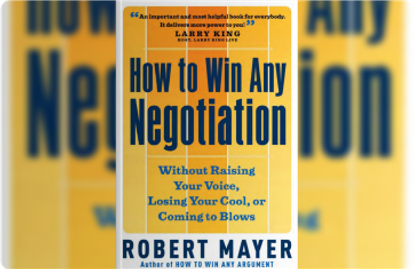 “An important and most helpful book for everybody.
It delivers more power to you!”
LARRY KING
HOST, LARRY KING LIVE
How to Win Any
Negotiation
Without Raising
Your Voice,
Losing Your Cool, or
Coming to Blows
ROBERT MAYER
Author of HOW TO WIN ANY ARGUMENT